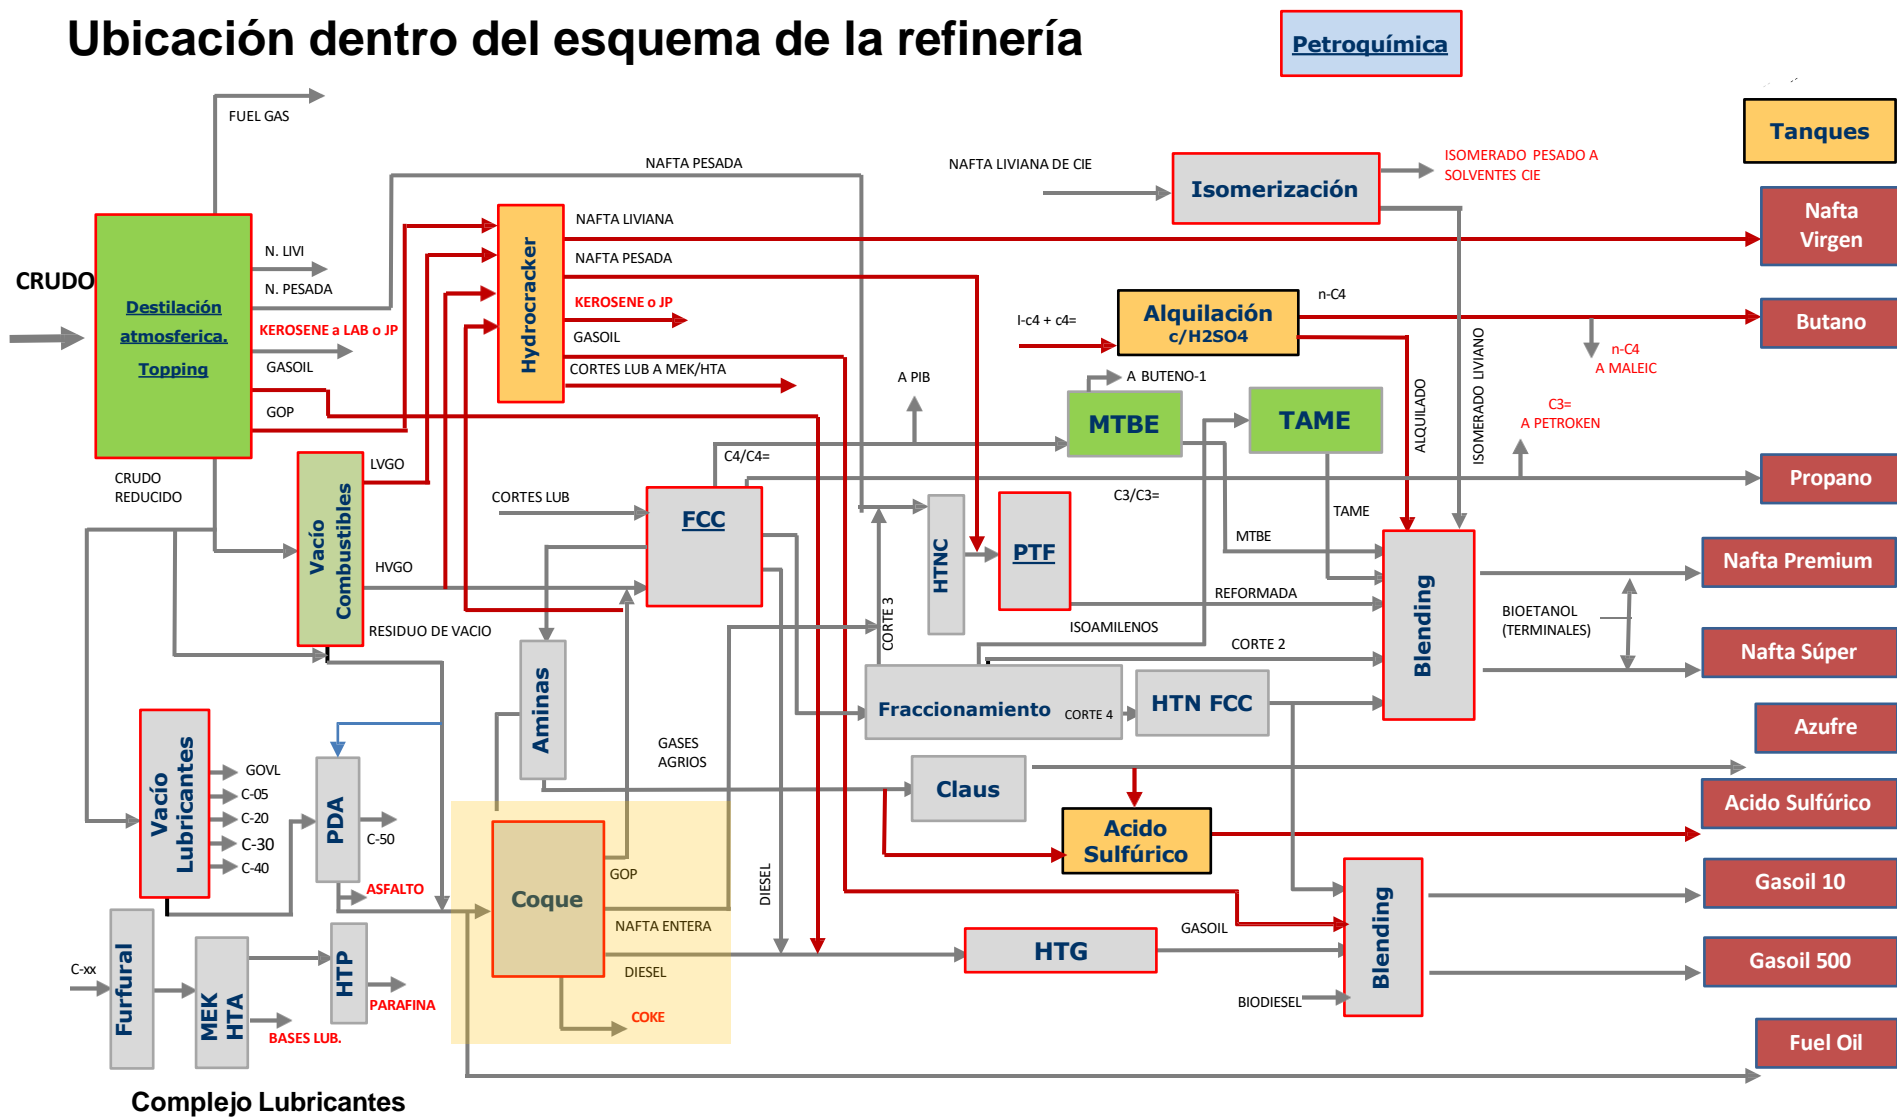 Ubicación dentro del esquema de la refinería
Petroquímica
Tanques
FUEL GAS
NAFTA PESADA
NAFTA LIVIANA DE CIE
Isomerización
ISOMERADO PESADO A
SOLVENTES CIE
Nafta
Virgen
CRUDO
Destilación
atmosferica.
Topping
N. LIVI
N. PESADA
KEROSENE a LAB o JP
GASOIL
GOP
CRUDO
REDUCIDO
Hydrocracker
NAFTA LIVIANA
NAFTA PESADA
KEROSENE o JP
GASOIL
CORTES LUB A MEK/HTA
I-c4 + c4=
Alquilación
c/H2SO4
n-C4
Butano
n-C4
A MALEIC
A PIB
A BUTENO-1
MTBE
TAME
ALQUILADO
ISOMERADO LIVIANO
C3=
A PETROKEN
Propano
Vacío
Combustibles
LVGO
HVGO
RESIDUO DE VACIO
CORTES LUB
FCC
C4/C4=
C3/C3=
HTNC
PTF
TAME
MTBE
REFORMADA
ISOAMILENOS
CORTE 2
CORTE 3
Blending
Nafta Premium
BIOETANOL
(TERMINALES)
Nafta Súper
Aminas
Fraccionamiento
CORTE 4
HTN FCC
GASES
AGRIOS
Claus
Azufre
Acido
Sulfúrico
Acido Sulfúrico
Vacío
Lubricantes
GOVL
C-05
C-20
C-30
C-40
PDA
C-50
ASFALTO
Coque
GOP
NAFTA ENTERA
DIESEL
COKE
DIESEL
HTG
GASOIL
BIODIESEL
Blending
Gasoil 10
Gasoil 500
Fuel Oil
C-xx
Furfural
MEK
HTA
HTP
PARAFINA
BASES LUB.
Complejo Lubricantes